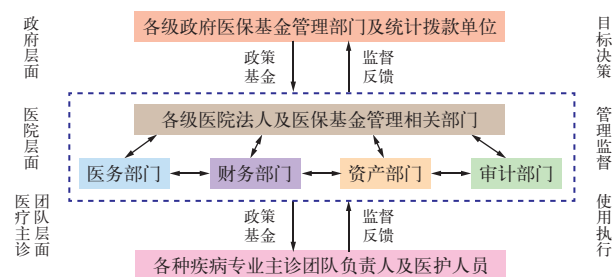 政府层面
各级政府医保基金管理部门及统计拨款单位
目标决策
政策
基金
监督
反馈
医院层面
各级医院法人及医保基金管理相关部门
管理监督
医务部门
财务部门
资产部门
审计部门
医疗主诊
团队层面
政策
基金
监督
反馈
使用执行
各种疾病专业主诊团队负责人及医护人员